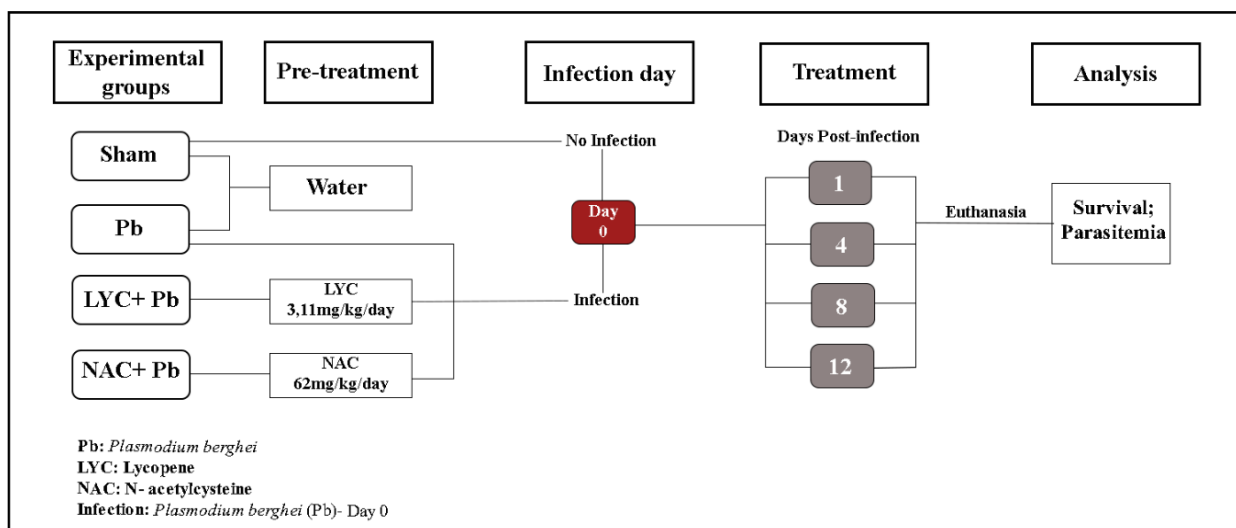 Experimental
groups
Pre-treatment
Infection day
Treatment
Analysis
Sham
Pb
LYC+ Pb
NAC+ Pb
Water
LYC
3,11mg/kg/day
NAC
62mg/kg/day
No Infection
Day
0
Infection
Days Post-infection
1
4
8
12
Euthanasia
Survival;
Parasitemia
Pb: Plasmodium berghei
LYC: Lycopene
NAC: N- acetylcysteine
Infection: Plasmodium berghei (Pb)- Day 0